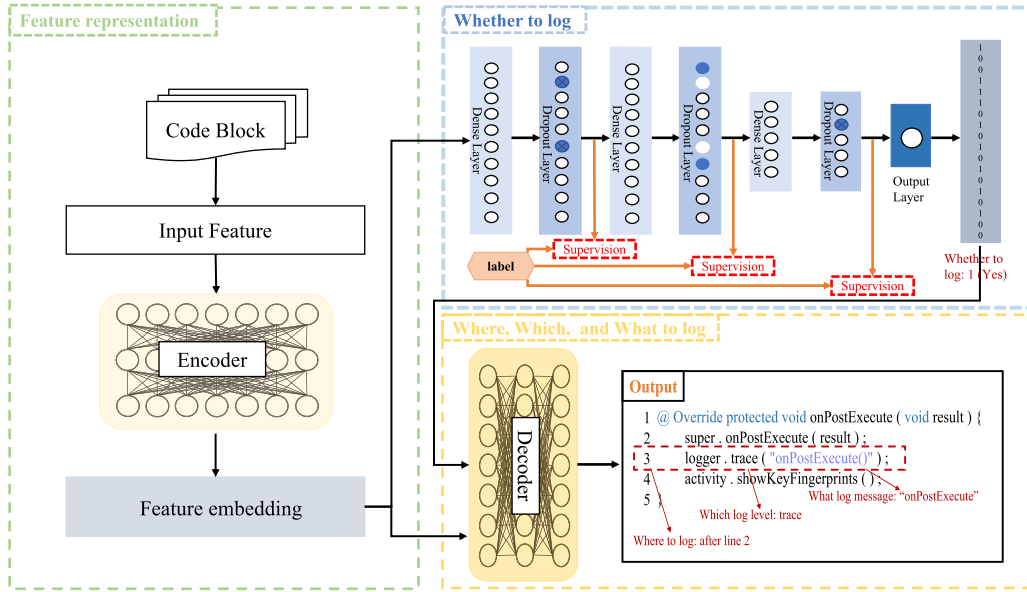 Feature representation
Code Block
Input Feature
Encoder
Feature embedding
Whether to log
Dense Layer
Dropout Layer
Dense Layer
Dropout Layer
Dense Layer
Dropout Layer
Output
Layer
1
0
0
1
1
1
1
0
1
0
1
0
1
0
1
0
1
0
0
0
label
Supervision
Supervision
Supervision
Whether to
log: 1 (Yes)
Where, Which, and What to log
Decoder
Output
1 @ Override protected void onPostExecute ( void result ) {
2 super . onPostExecute ( result ) ;
3 logger . trace ( "onPostExecute()" ) ;
4 activity . showKeyFingerprints ( ) ;
5 }
What log message: “onPostExecute”
Which log level: trace
Where to log: after line 2